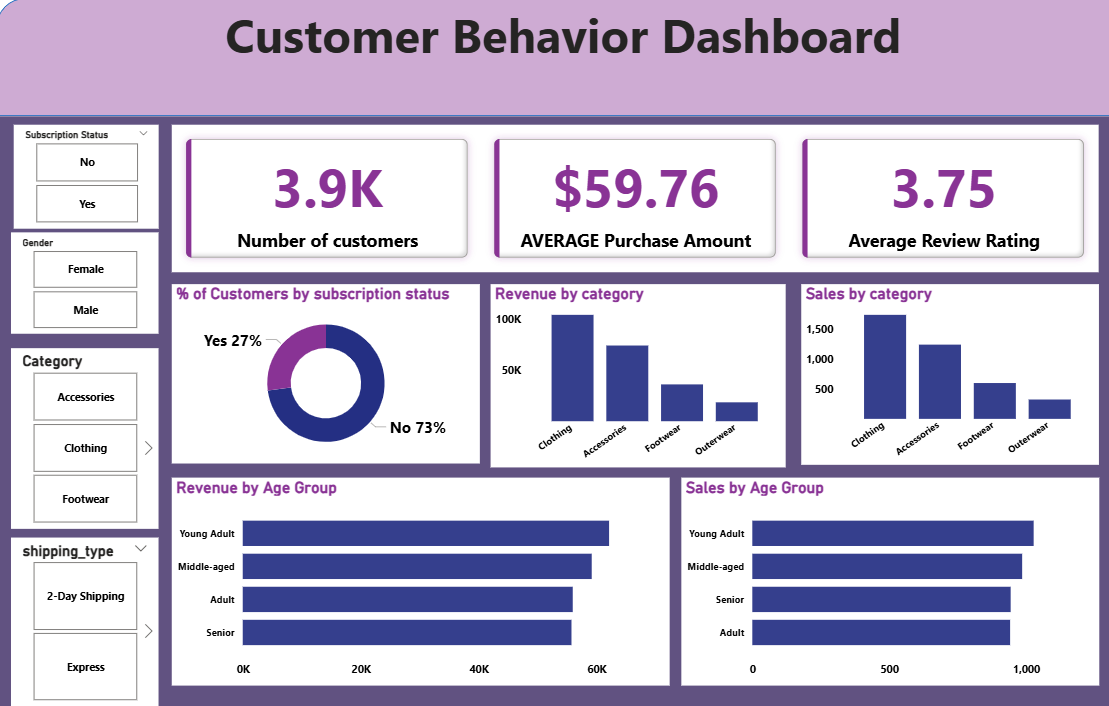 Customer Behavior Dashboard
Subscription Status
No
Yes
Gender
Female
Male
Category
Accessories
Clothing
Footwear
shipping_type
2-Day Shipping
Express
3.9K
Number of customers
$59.76
AVERAGE Purchase Amount
3.75
Average Review Rating
% of Customers by subscription status
Yes 27%
No 73%
Revenue by category
100K
50K
Clothing
Accessories
Footwear
Outerwear
Sales by category
1,500
1,000
500
Clothing
Accessories
Footwear
Outerwear
Revenue by Age Group
Young Adult
Middle-aged
Adult
Senior
0K 20K 40K 60K
Sales by Age Group
Young Adult
Middle-aged
Senior
Adult
0 500 1,000